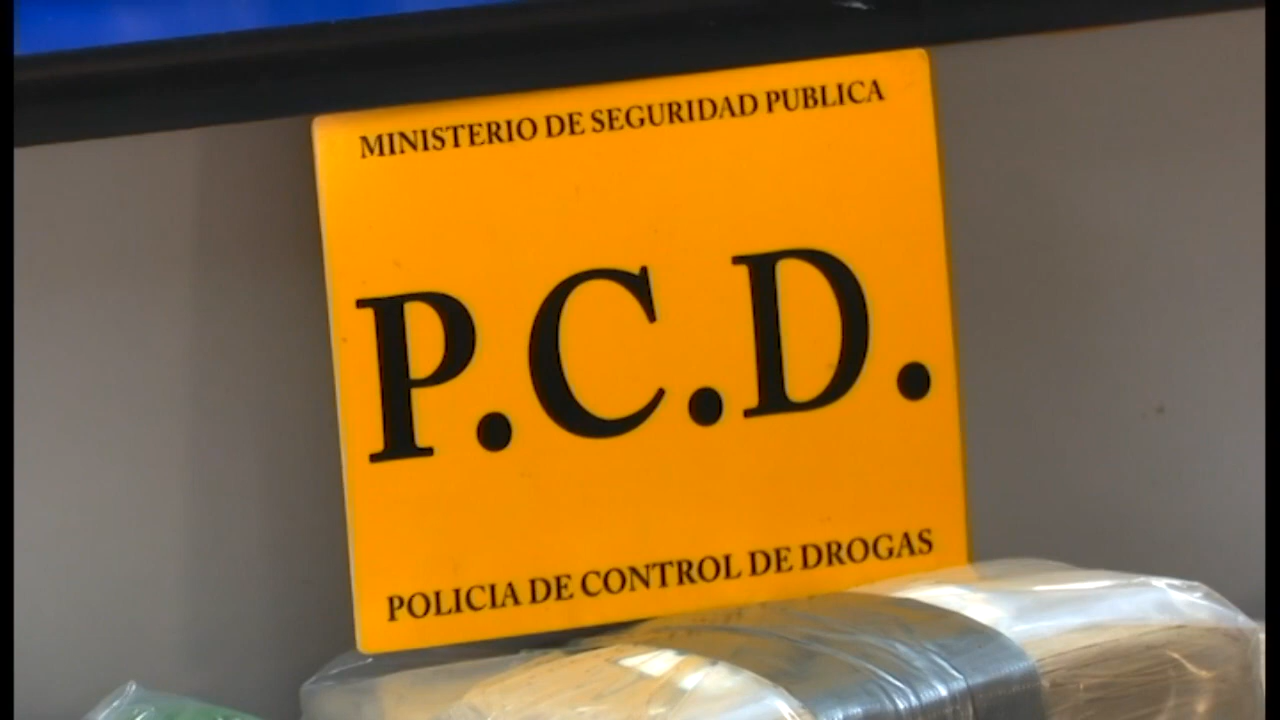 MINISTERIO DE SEGURIDAD PUBLICA
P.C.D.
POLICIA DE CONTROL DE DROGAS